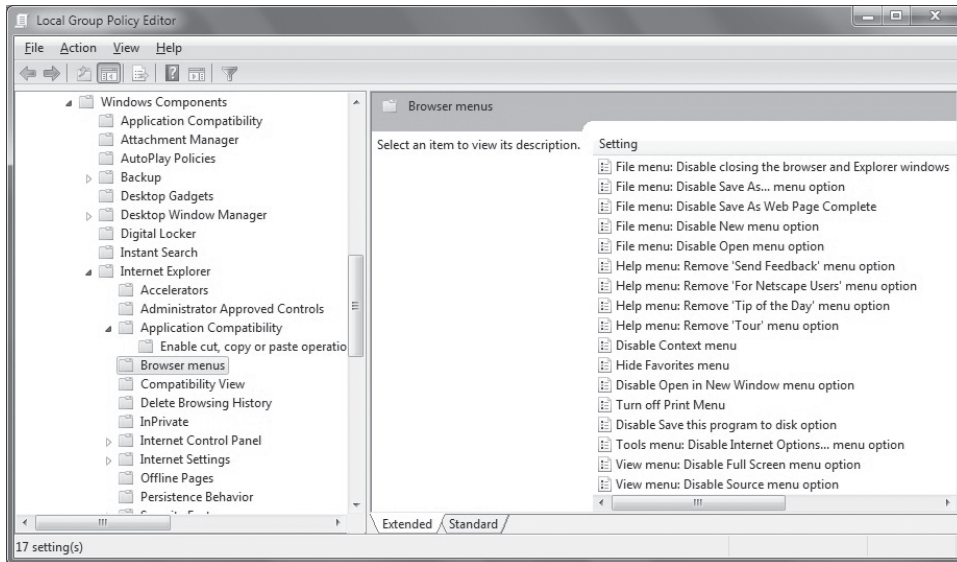 Local Group Policy Editor
File Action View Help
Windows Components
Application Compatibility
Attachment Manager
AutoPlay Policies
Backup
Desktop Gadgets
Desktop Window Manager
Digital Locker
Instant Search
Internet Explorer
Accelerators
Administrator Approved Controls
Application Compatibility
Enable cut, copy or paste operatio
Browser menus
Compatibility View
Delete Browsing History
InPrivate
Internet Control Panel
Internet Settings
Offline Pages
Persistence Behavior
Browser menus
Select an item to view its description.
Setting
File menu: Disable closing the browser and Explorer windows
File menu: Disable Save As... menu option
File menu: Disable Save As Web Page Complete
File menu: Disable New menu option
File menu: Disable Open menu option
Help menu: Remove 'Send Feedback' menu option
Help menu: Remove 'For Netscape Users' menu option
Help menu: Remove 'Tip of the Day' menu option
Help menu: Remove 'Tour' menu option
Disable Context menu
Hide Favorites menu
Disable Open in New Window menu option
Turn off Print Menu
Disable Save this program to disk option
Tools menu: Disable Internet Options... menu option
View menu: Disable Full Screen menu option
View menu: Disable Source menu option
Extended Standard
17 setting(s)